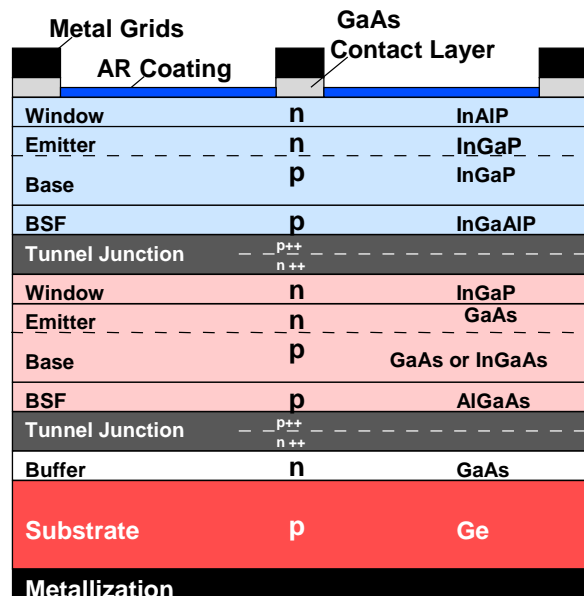 GaAs
Metal Grids
Contact Layer
AR Coating
Window n InAlP
Emitter n InGaP
Base p InGaP
BSF p InGaAlP
Tunnel Junction p++
n ++
Window n InGaP
Emitter n GaAs
Base p GaAs or InGaAs
BSF p AlGaAs
Tunnel Junction p++
n ++
Buffer n GaAs
Substrate p Ge
Metallization